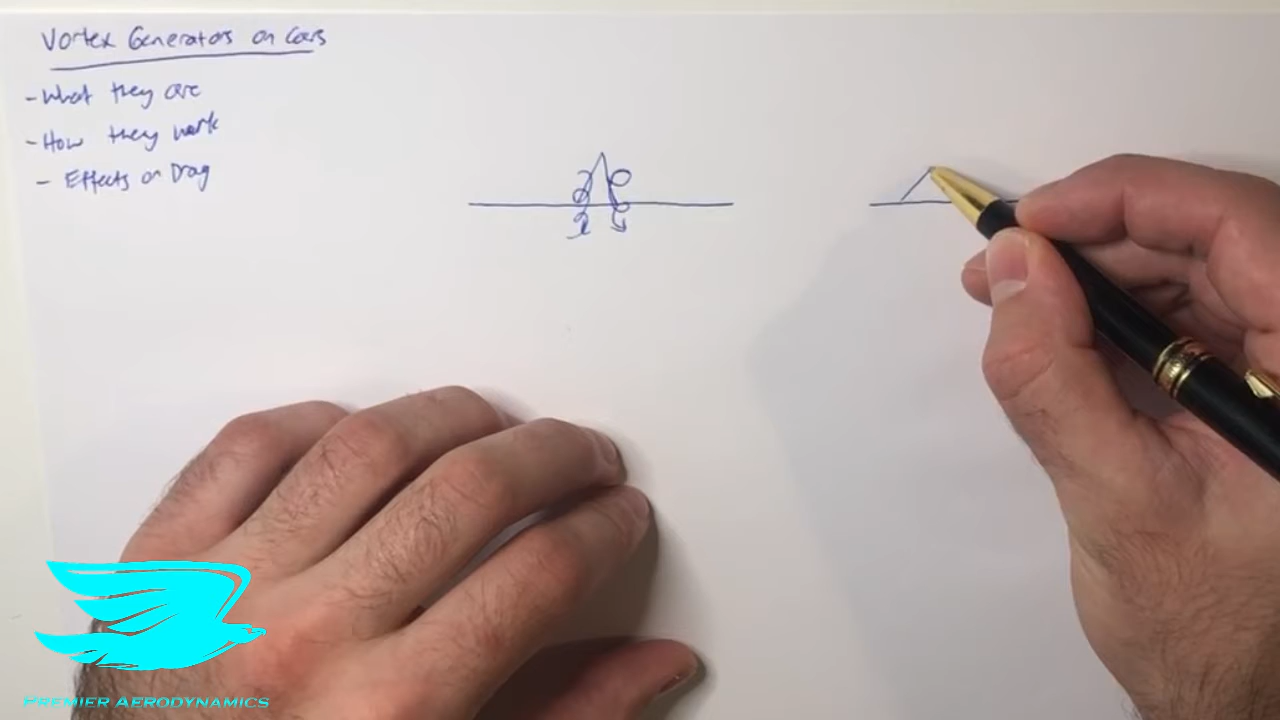 Vortex Generators on Cars
- What they are
- How they work
- Effects on Drag
PREMIER AERODYNAMICS